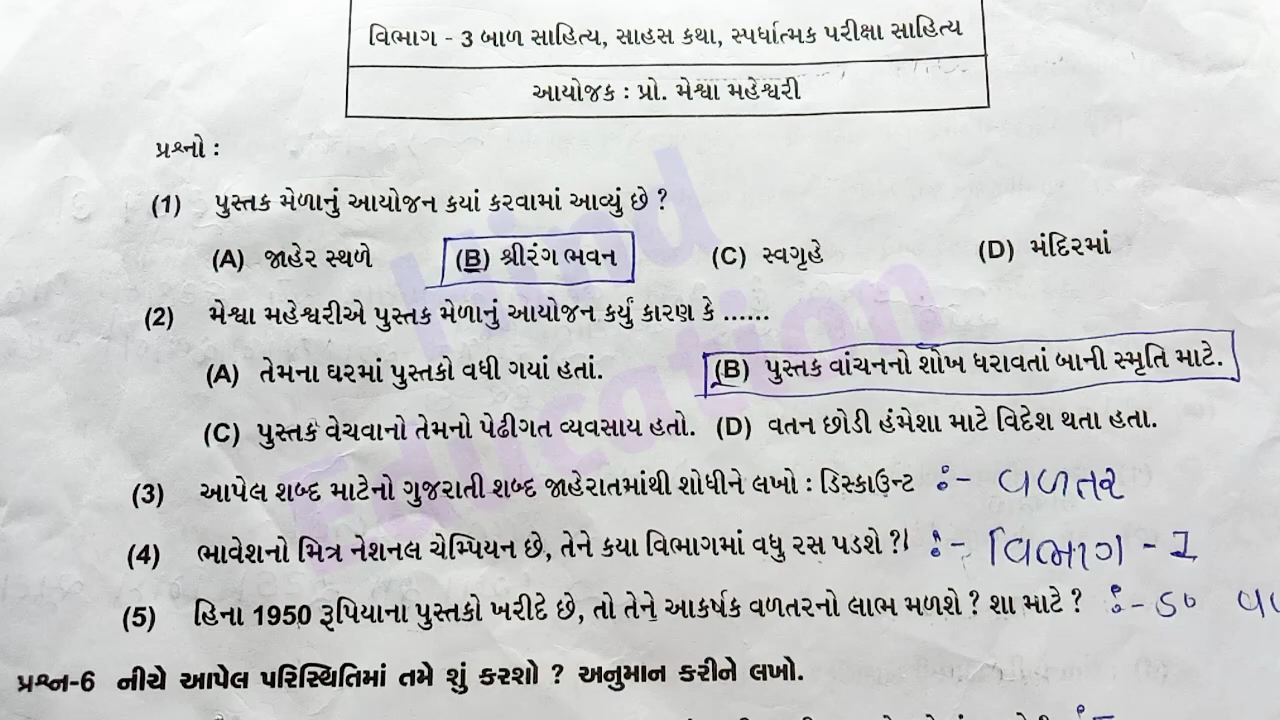 વિભાગ - 3 બાળ સાહિત્ય, સાહસ કથા, સ્પર્ધાત્મક પરીક્ષા સાહિત્ય
આયોજક : પ્રો. મેશ્વા મહેશ્વરી
પ્રશ્નો :
(1) પુસ્તક મેળાનું આયોજન કયાં કરવામાં આવ્યું છે ?
(A) જાહેર સ્થળે (B) શ્રીરંગ ભવન (C) સ્વગૃહે (D) મંદિરમાં
(2) મેશ્વા મહેશ્વરીએ પુસ્તક મેળાનું આયોજન કર્યું કારણ કે ......
(A) તેમના ઘરમાં પુસ્તકો વધી ગયાં હતાં. (B) પુસ્તક વાંચનનો શોખ ધરાવતાં બાની સ્મૃતિ માટે.
(C) પુસ્તક વેચવાનો તેમનો પેઢીગત વ્યવસાય હતો. (D) વતન છોડી હંમેશા માટે વિદેશ થતા હતા.
(3) આપેલ શબ્દ માટેનો ગુજરાતી શબ્દ જાહેરાતમાંથી શોધીને લખો : ડિસ્કાઉન્ટ :- વળતર
(4) ભાવેશનો મિત્ર નેશનલ ચેમ્પિયન છે, તેને કયા વિભાગમાં વધુ રસ પડશે ? :- વિભાગ - 1
(5) હિના 1950 રૂપિયાના પુસ્તકો ખરીદે છે, તો તેને આકર્ષક વળતરનો લાભ મળશે ? શા માટે ? :-
પ્રશ્ન-6 નીચે આપેલ પરિસ્થિતિમાં તમે શું કરશો ? અનુમાન કરીને લખો.
Hind
Education